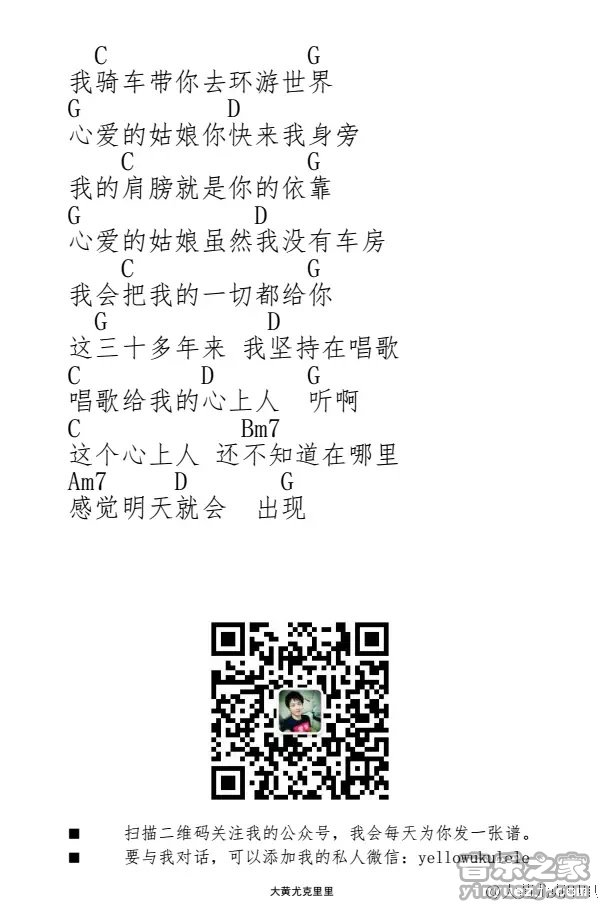 C G
我骑车带你去环游世界
G D
心爱的姑娘你快来我身旁
C G
我的肩膀就是你的依靠
G D
心爱的姑娘虽然我没有车房
C G
我会把我的一切都给你
G D
这三十多年来 我坚持在唱歌
C D G
唱歌给我的心上人 听啊
C Bm7
这个心上人 还不知道在哪里
Am7 D G
感觉明天就会 出现
■ 扫描二维码关注我的公众号，我会每天为你发一张谱。
■ 要与我对话，可以添加我的私人微信：yellowukulele
音乐之家
大黄尤克里里